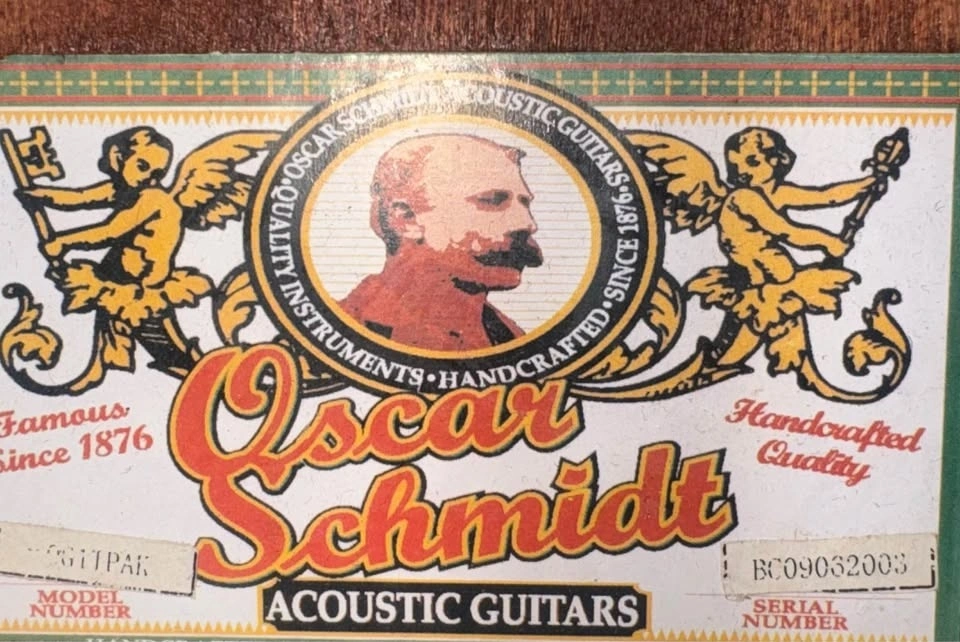 OSCAR SCHMIDT ACOUSTIC GUITARS • SINCE 1876 • HANDCRAFTED • QUALITY INSTRUMENTS •
Oscar
Schmidt
Famous
Since 1876
Handcrafted
Quality
MODEL
NUMBER
ACOUSTIC GUITARS
BC09062003
SERIAL
NUMBER